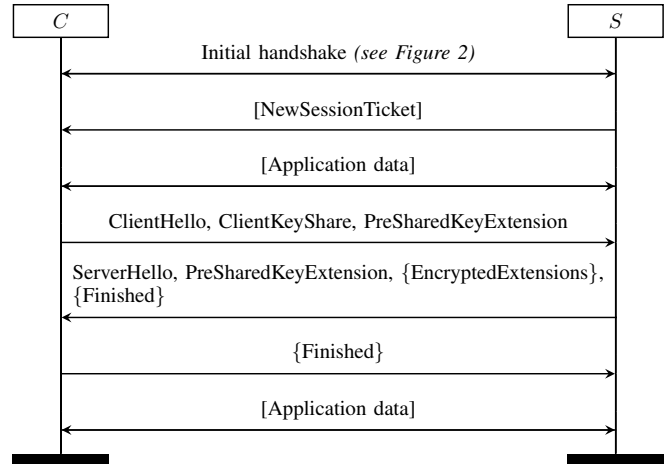 C S
Initial handshake (see Figure 2)
[NewSessionTicket]
[Application data]
ClientHello, ClientKeyShare, PreSharedKeyExtension
ServerHello, PreSharedKeyExtension, {EncryptedExtensions},
{Finished}
{Finished}
[Application data]